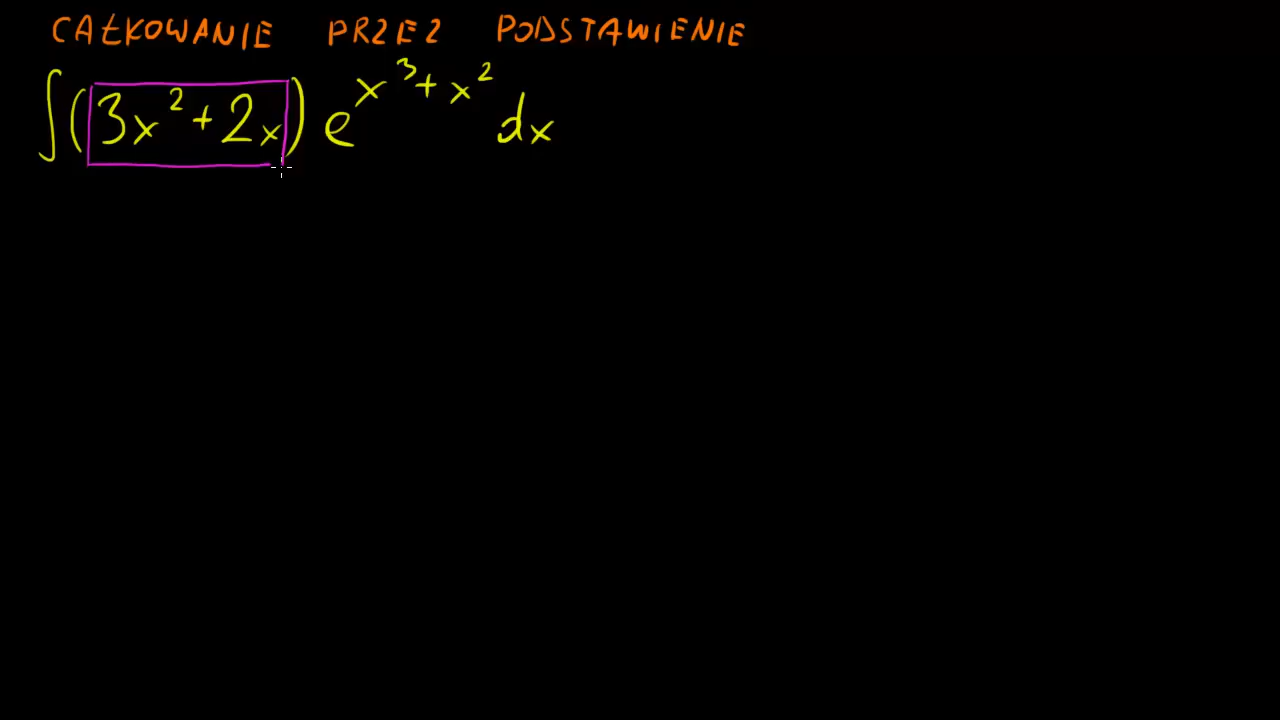 CAŁKOWANIE PRZEZ PODSTAWIENIE
∫(3x² + 2x) e^{x³ + x²} dx